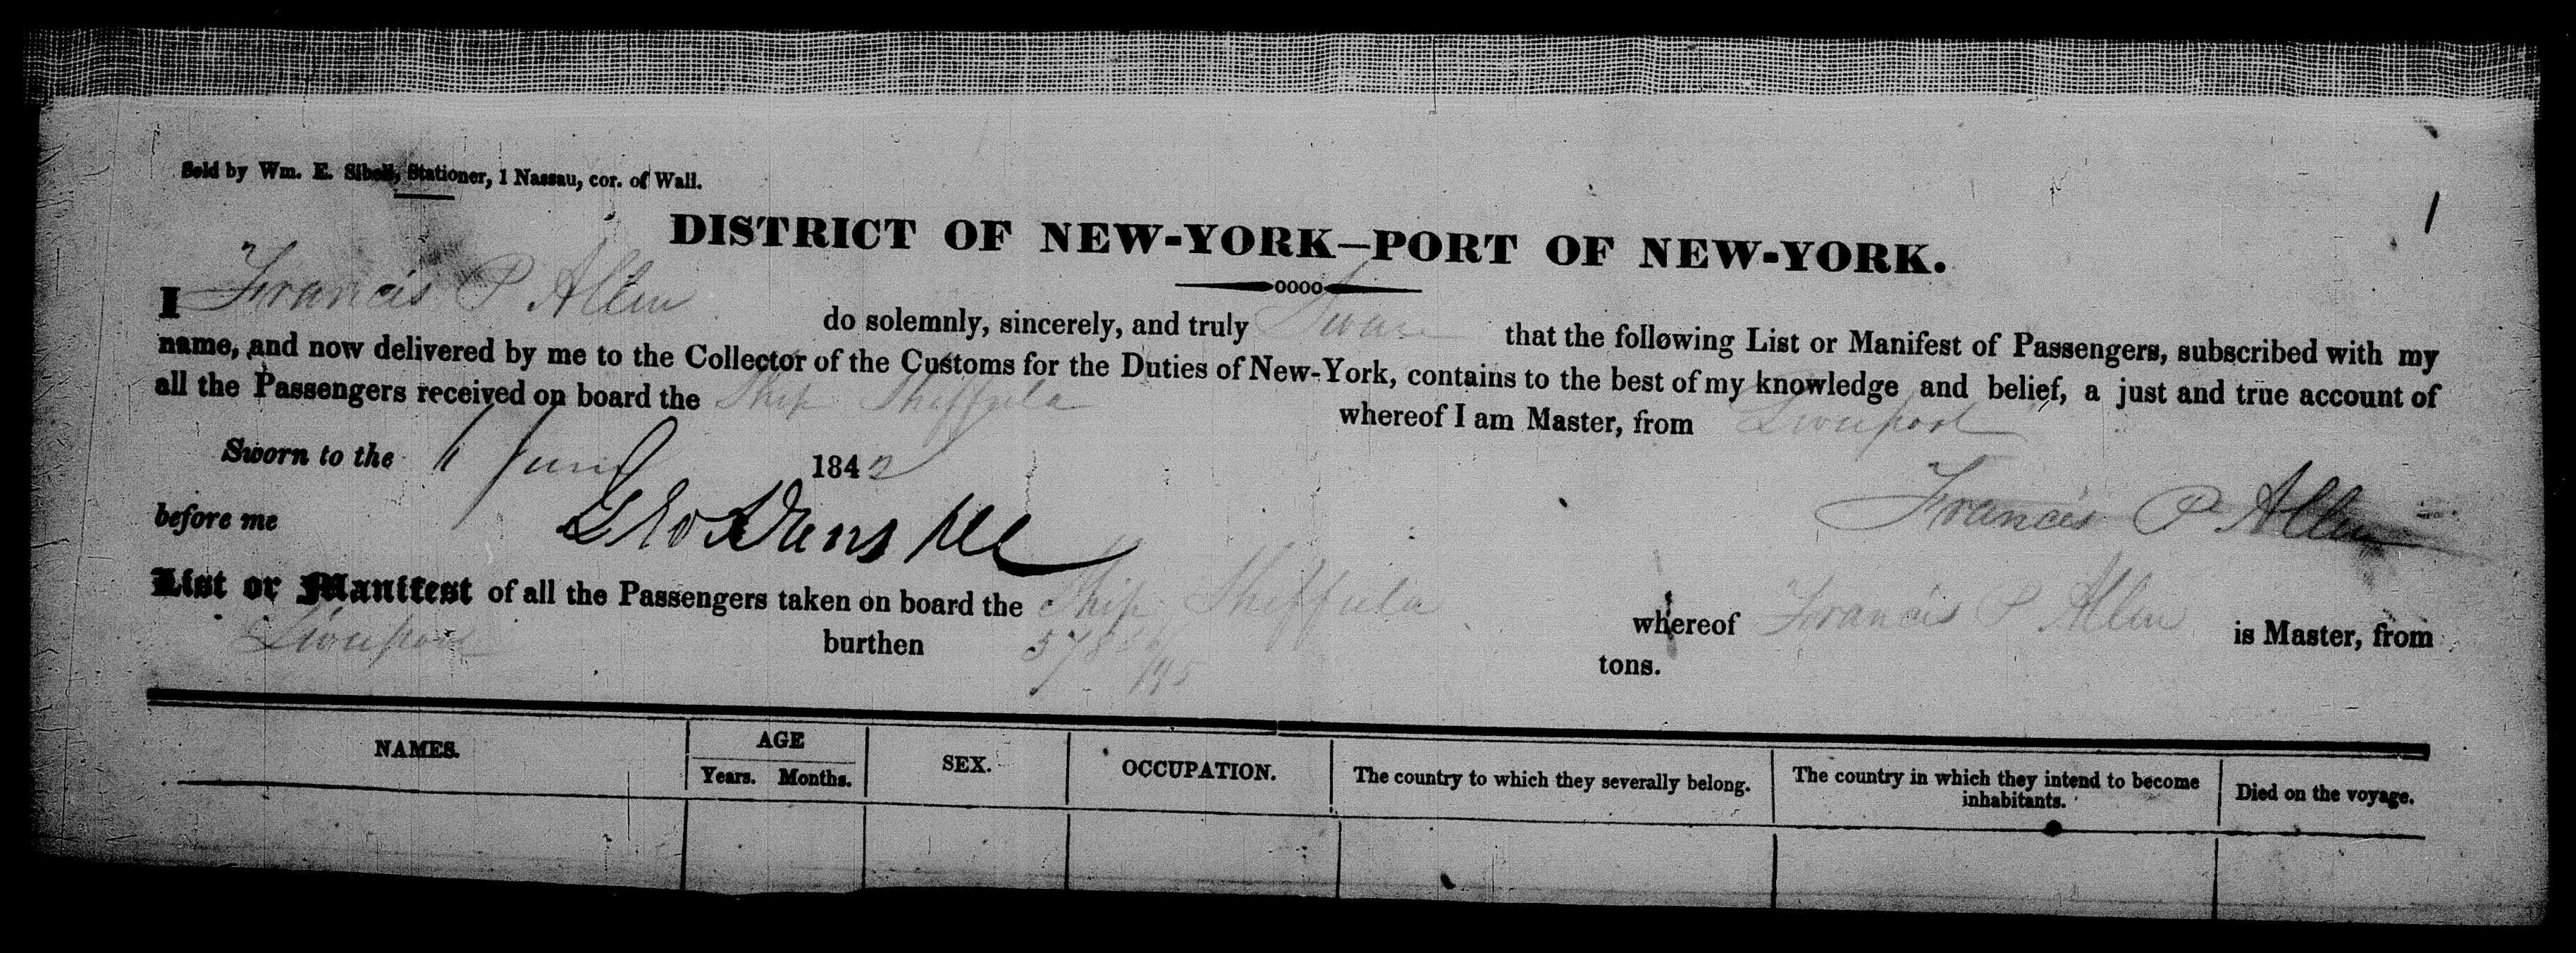 Sold by Wm. E. Sibell, Stationer, 1 Nassau, cor. of Wall.
1
DISTRICT OF NEW-YORK—PORT OF NEW-YORK.
I Francis P Allen do solemnly, sincerely, and truly Swear that the following List or Manifest of Passengers, subscribed with my
name, and now delivered by me to the Collector of the Customs for the Duties of New-York, contains to the best of my knowledge and belief, a just and true account of
all the Passengers received on board the Ship Sheffield whereof I am Master, from Liverpool
Sworn to the June 1842
before me Francis P Allen
List or Manifest of all the Passengers taken on board the Ship Sheffield whereof Francis P Allen is Master, from
Liverpool burthen 578 tons.
NAMES. AGE SEX. OCCUPATION. The country to which they severally belong. The country in which they intend to become inhabitants. Died on the voyage.
Years. Months.